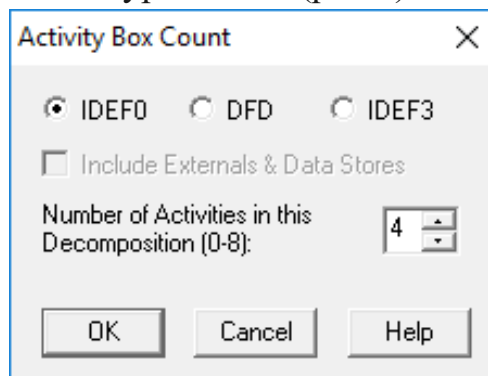 Activity Box Count
IDEF0 DFD IDEF3
Include Externals & Data Stores
Number of Activities in this
Decomposition (0-8):
4
OK Cancel Help